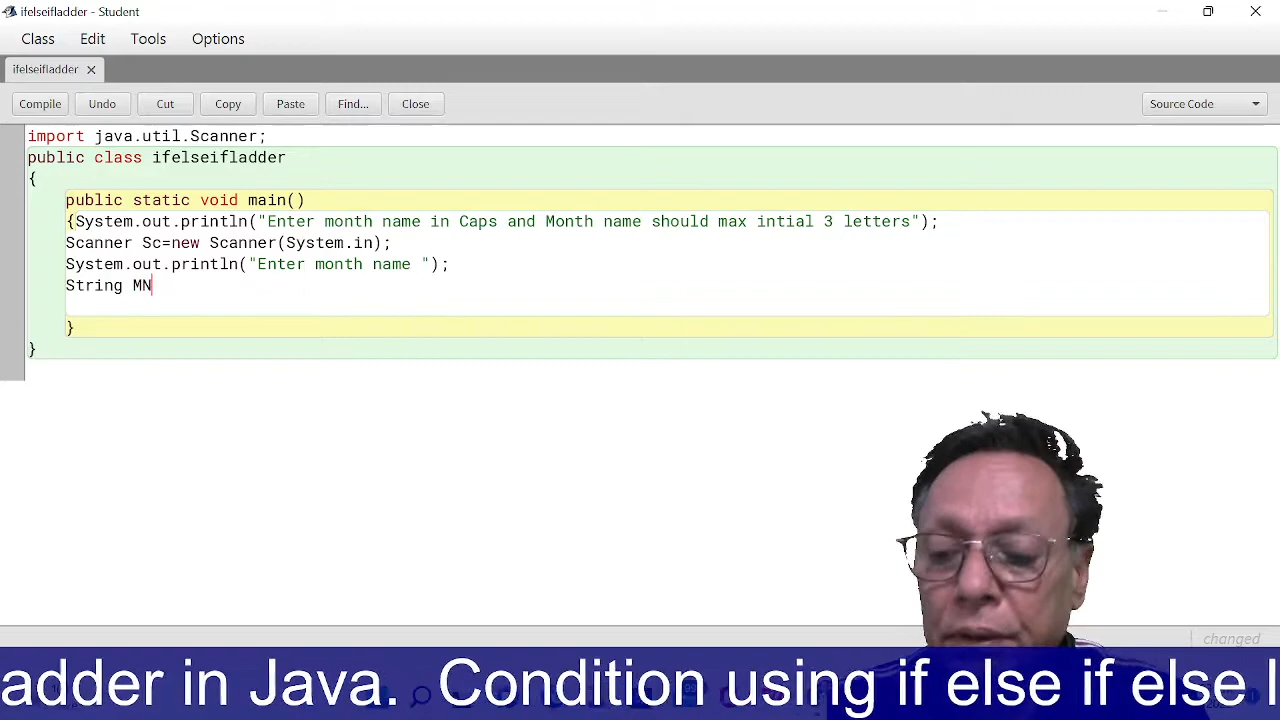 ifelseifladder - Student
Class Edit Tools Options
ifelseifladder
Compile Undo Cut Copy Paste Find... Close Source Code
import java.util.Scanner;
public class ifelseifladder
{
public static void main()
{System.out.println("Enter month name in Caps and Month name should max intial 3 letters");
Scanner Sc=new Scanner(System.in);
System.out.println("Enter month name ");
String MN
}
}
changed
adder in Java. Condition using if else if else l